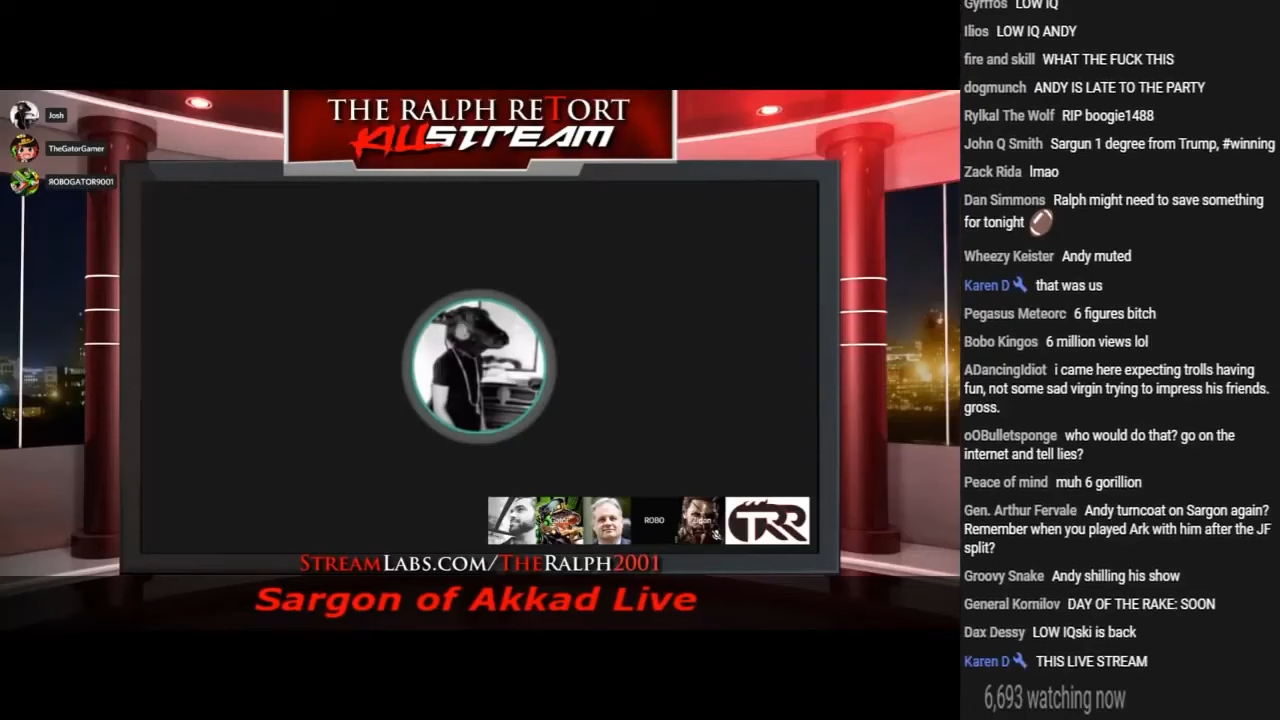 Josh
TheGatorGamer
ROBOGATOR9001
THE RALPH RETORT
KILLSTREAM
Gator
ROBO
Zidan
TRR
STREAMLABS.COM/THERALPH2001
Sargon of Akkad Live
Gyrffos LOW IQ
Ilios LOW IQ ANDY
fire and skill WHAT THE FUCK THIS
dogmunch ANDY IS LATE TO THE PARTY
Rylkal The Wolf RIP boogie1488
John Q Smith Sargun 1 degree from Trump, #winning
Zack Rida lmao
Dan Simmons Ralph might need to save something
for tonight
Wheezy Keister Andy muted
Karen D that was us
Pegasus Meteorc 6 figures bitch
Bobo Kingos 6 million views lol
ADancingIdiot i came here expecting trolls having
fun, not some sad virgin trying to impress his friends.
gross.
oOBulletsponge who would do that? go on the
internet and tell lies?
Peace of mind muh 6 gorillion
Gen. Arthur Fervale Andy turncoat on Sargon again?
Remember when you played Ark with him after the JF
split?
Groovy Snake Andy shilling his show
General Kornilov DAY OF THE RAKE: SOON
Dax Dessy LOW IQski is back
Karen D THIS LIVE STREAM
6,693 watching now